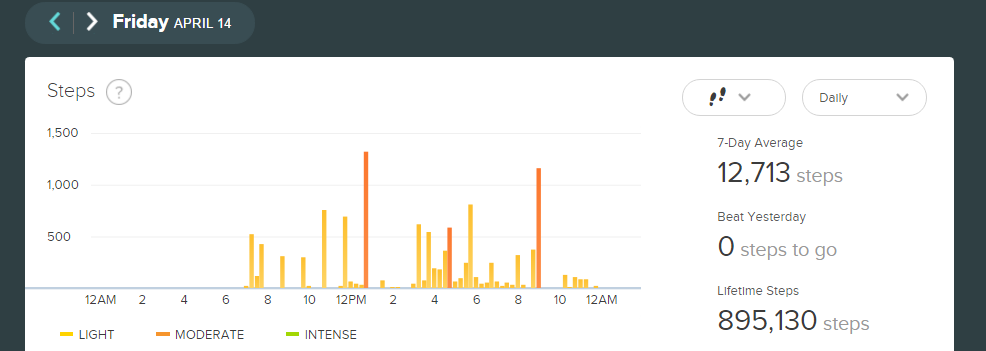 Friday APRIL 14
Steps ?
Daily
1,500
1,000
500
12AM 2 4 6 8 10 12PM 2 4 6 8 10 12AM
LIGHT MODERATE INTENSE
7-Day Average
12,713 steps
Beat Yesterday
0 steps to go
Lifetime Steps
895,130 steps